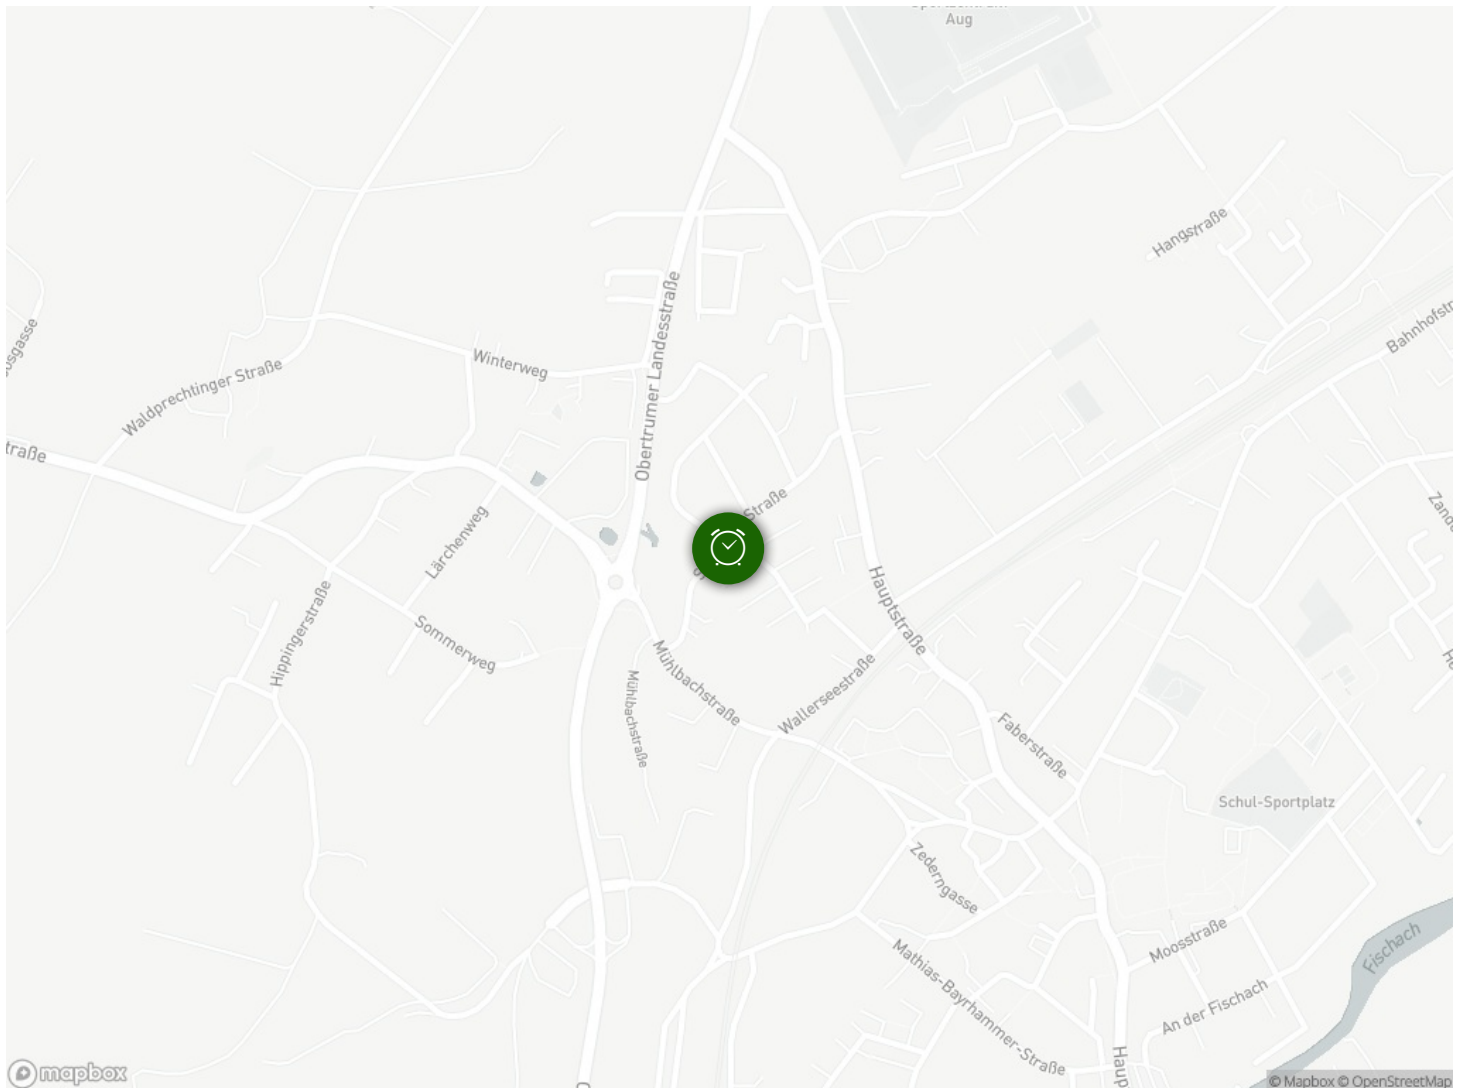 Aug
Hangstraße
Bahnhofstr
Waldprechtinger Straße
Winterweg
Obertrumer Landesstraße
traße
Straße
Lärchenweg
Hippingerstraße
Sommerweg
Hauptstraße
Mühlbachstraße
Mühlbachstraße
Wallerseestraße
Faberstraße
Schul-Sportplatz
Zederngasse
Moosstraße
Fischach
Mathias-Bayrhammer-Straße
An der Fischach
Haup
mapbox
© Mapbox © OpenStreetMap